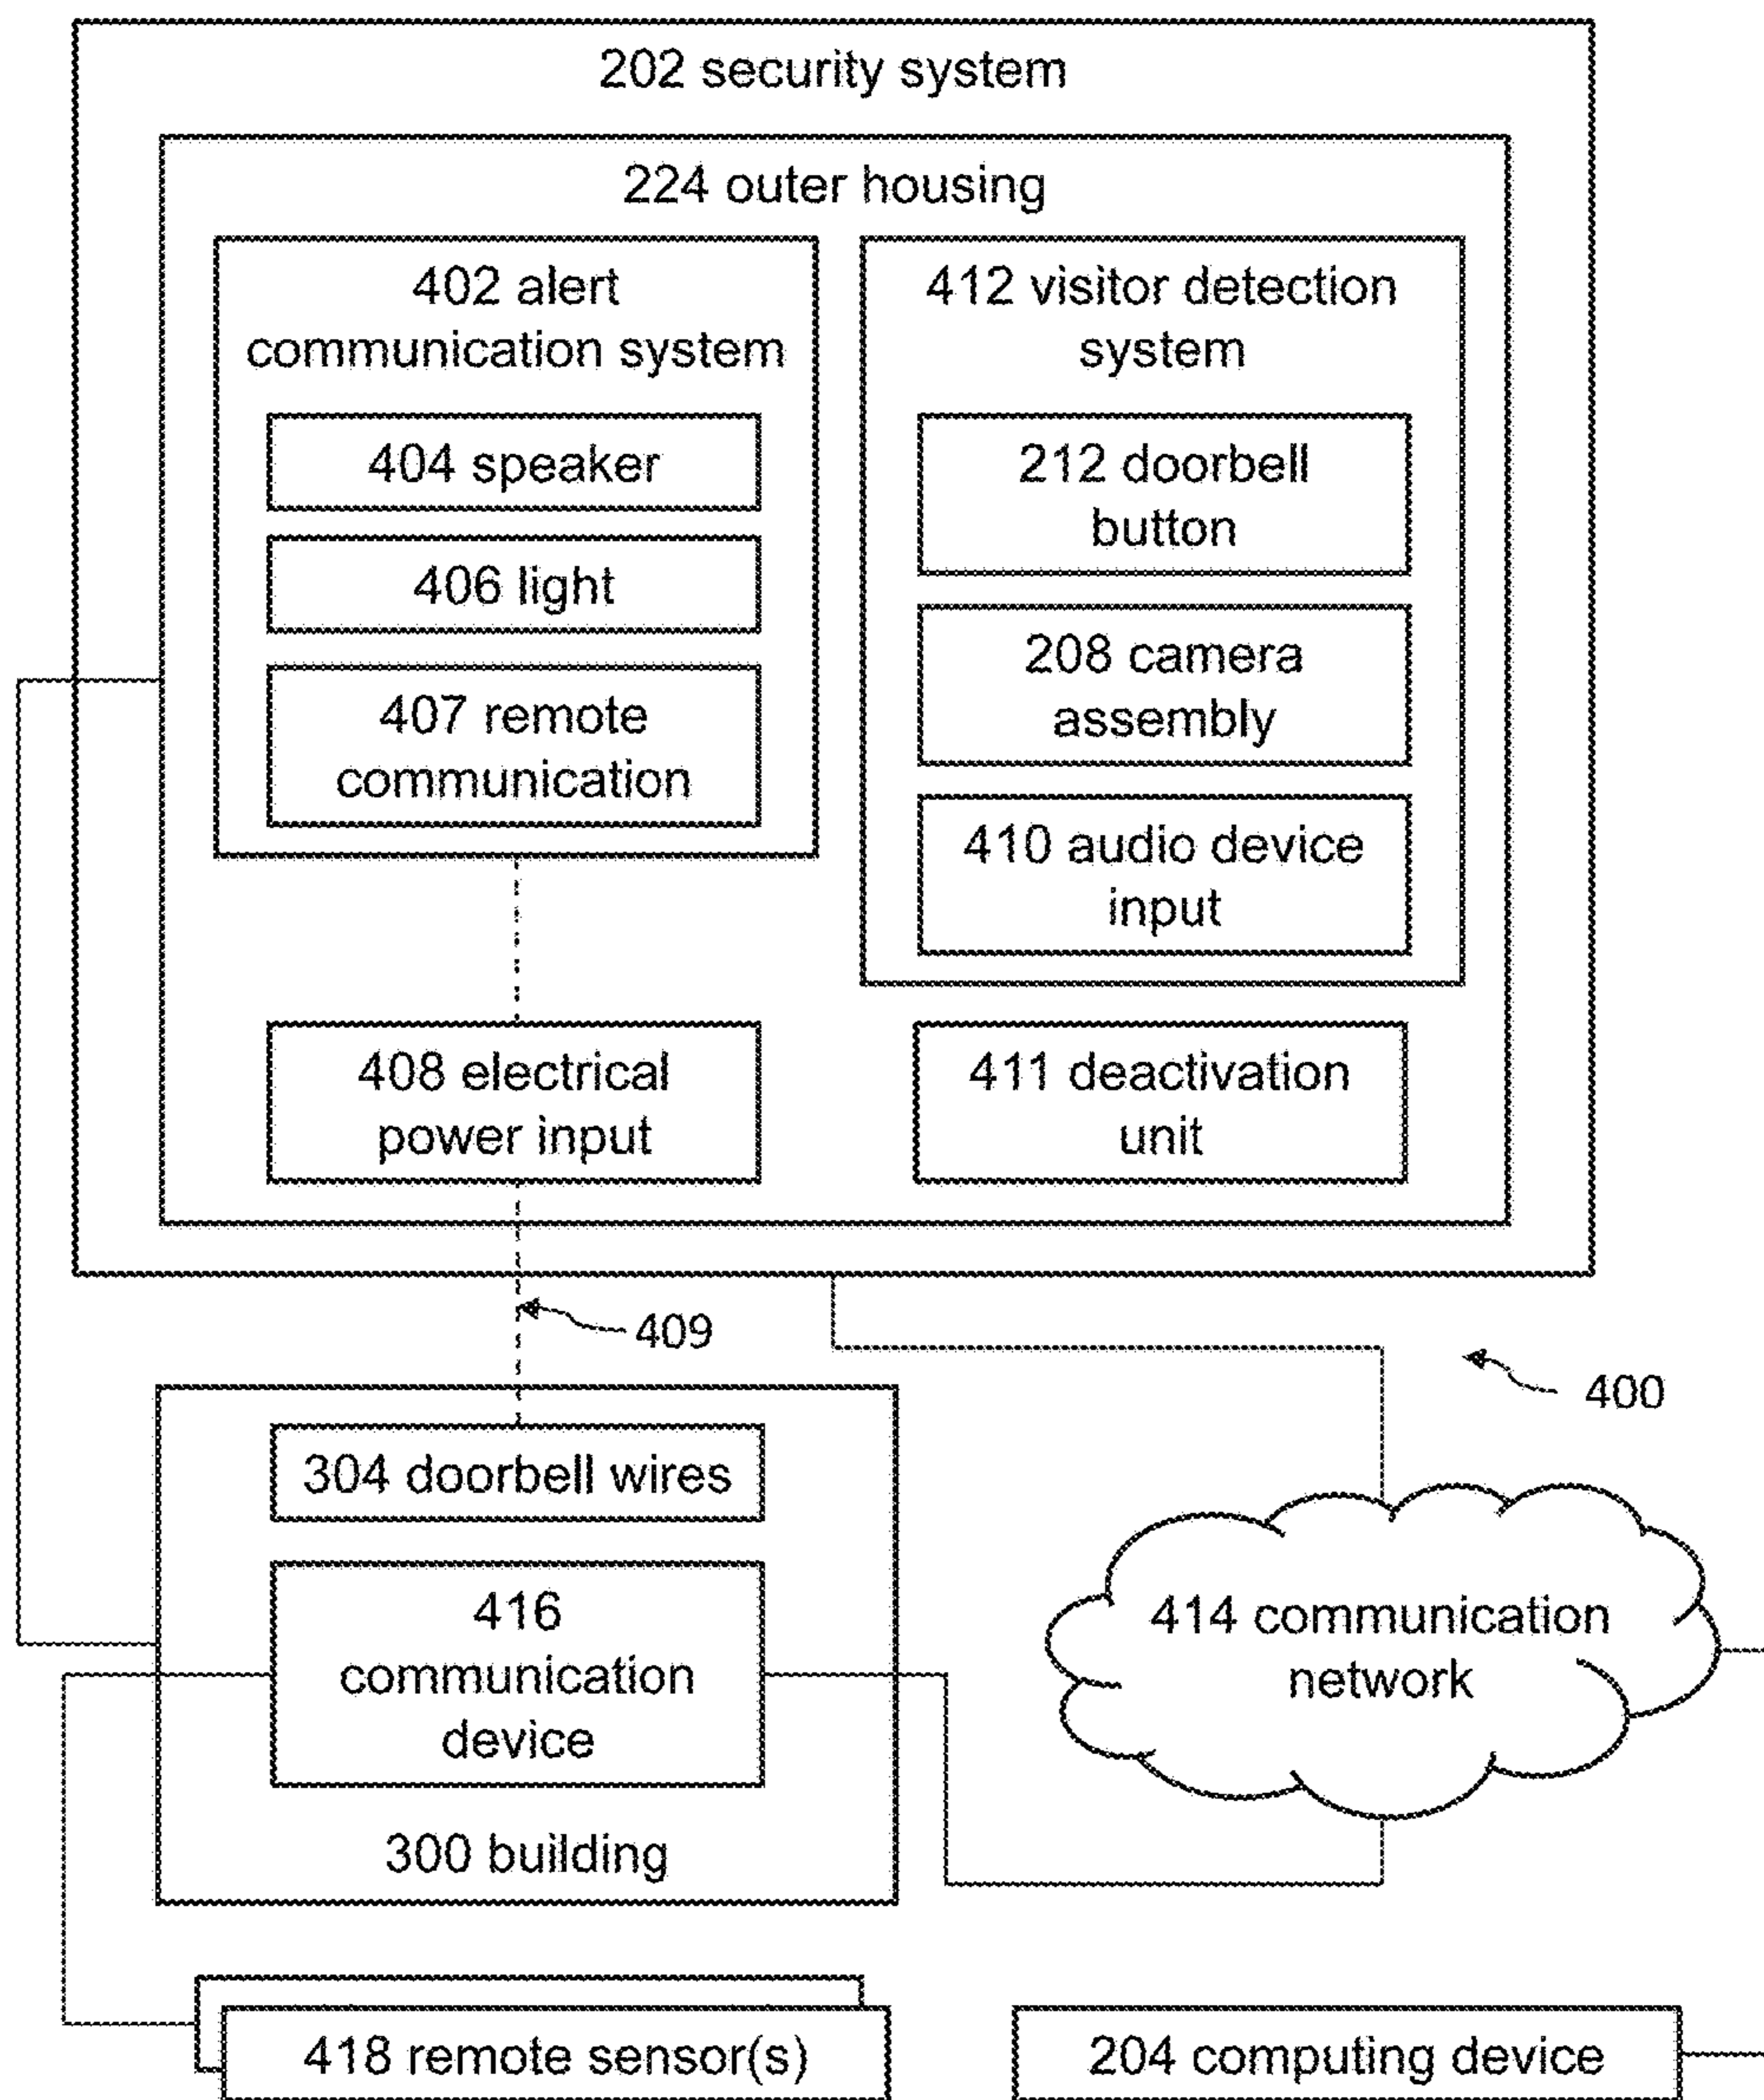 202 security system
224 outer housing
402 alert
communication system
404 speaker
406 light
407 remote
communication
412 visitor detection
system
212 doorbell
button
208 camera
assembly
410 audio device
input
408 electrical
power input
411 deactivation
unit
409
400
304 doorbell wires
416
communication
device
300 building
414 communication
network
418 remote sensor(s)
204 computing device